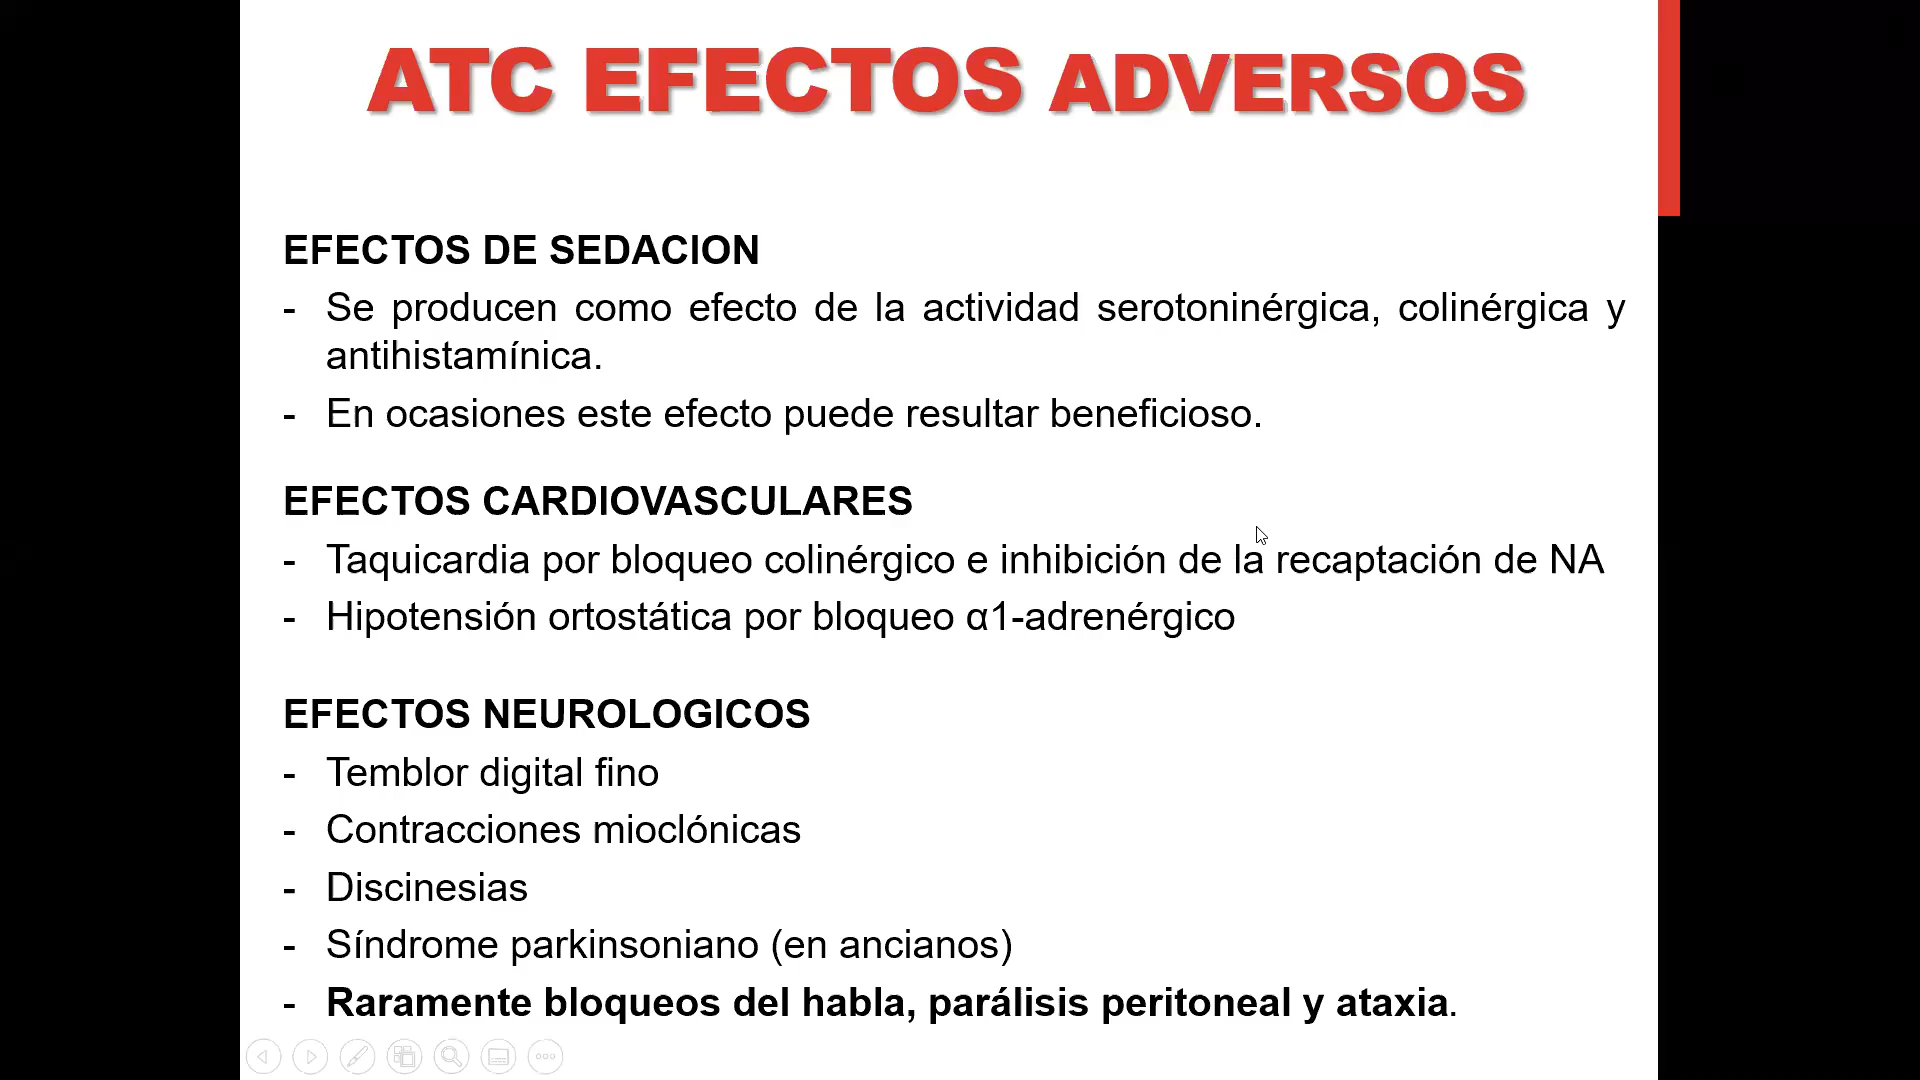 ATC EFECTOS ADVERSOS
EFECTOS DE SEDACION
- Se producen como efecto de la actividad serotoninérgica, colinérgica y
antihistamínica.
- En ocasiones este efecto puede resultar beneficioso.
EFECTOS CARDIOVASCULARES
- Taquicardia por bloqueo colinérgico e inhibición de la recaptación de NA
- Hipotensión ortostática por bloqueo α1-adrenérgico
EFECTOS NEUROLOGICOS
- Temblor digital fino
- Contracciones mioclónicas
- Discinesias
- Síndrome parkinsoniano (en ancianos)
- Raramente bloqueos del habla, parálisis peritoneal y ataxia.